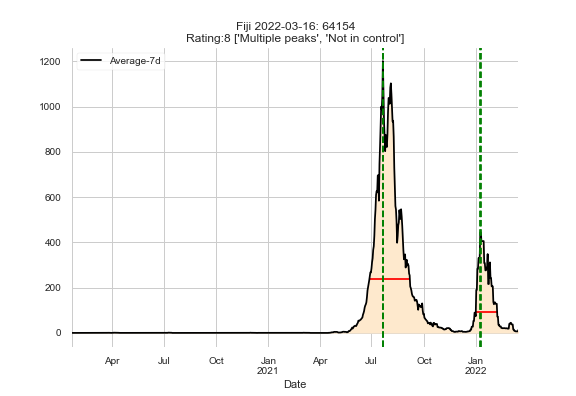 Fiji 2022-03-16: 64154
Rating:8 ['Multiple peaks', 'Not in control']
Average-7d
1200
1000
800
600
400
200
0
Apr Jul Oct Jan Apr Jul Oct Jan
2021 2022
Date